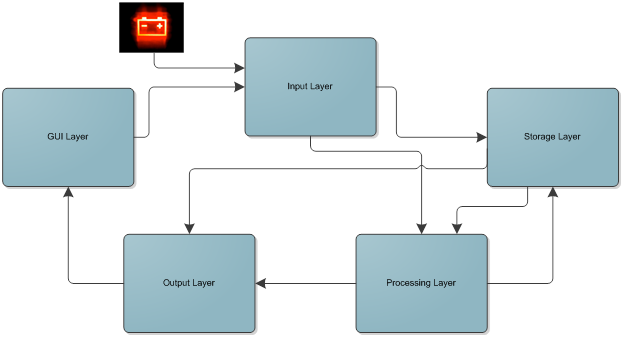 Input Layer
GUI Layer
Storage Layer
Output Layer
Processing Layer